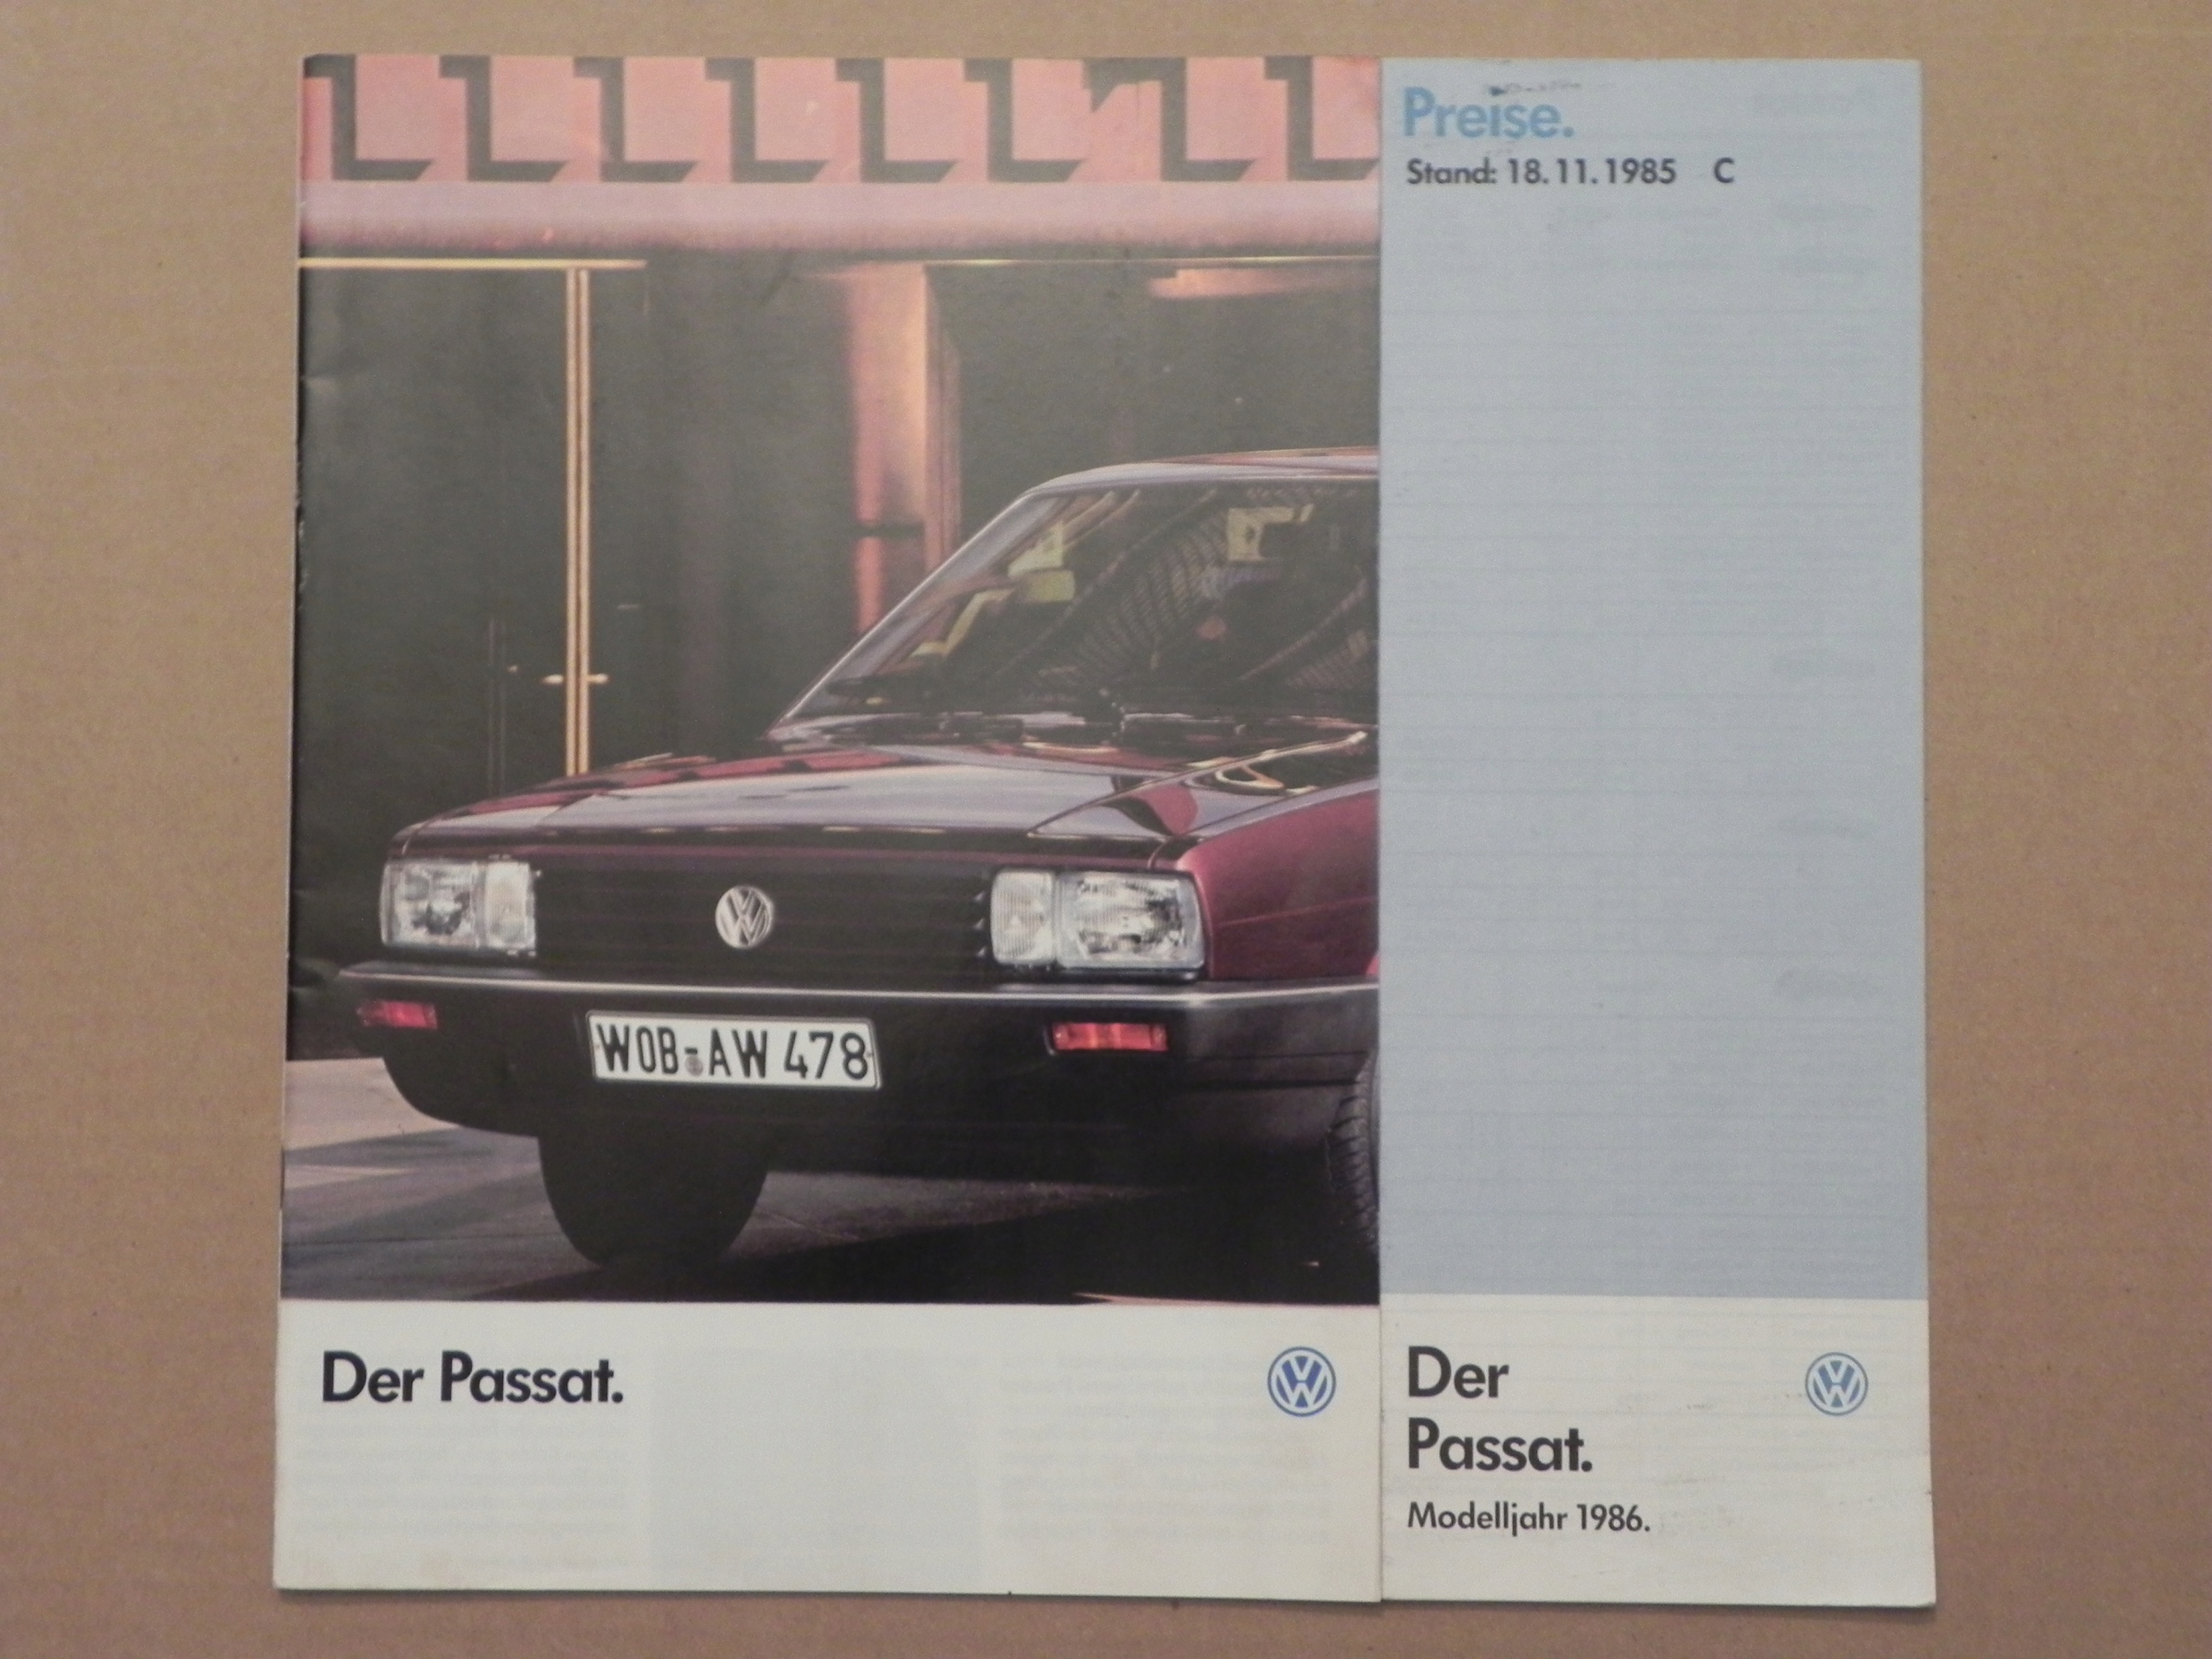 WOB-AW 478
Der Passat.
Preise.
Stand: 18.11.1985 C
Der
Passat.
Modelljahr 1986.